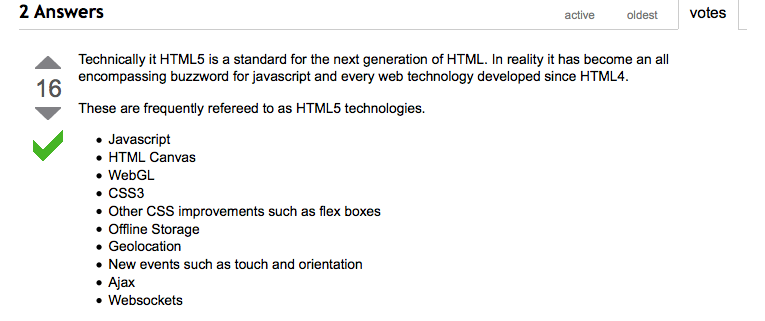 2 Answers
active oldest votes
Technically it HTML5 is a standard for the next generation of HTML. In reality it has become an all
encompassing buzzword for javascript and every web technology developed since HTML4.
16
These are frequently refereed to as HTML5 technologies.
• Javascript
• HTML Canvas
• WebGL
• CSS3
• Other CSS improvements such as flex boxes
• Offline Storage
• Geolocation
• New events such as touch and orientation
• Ajax
• Websockets